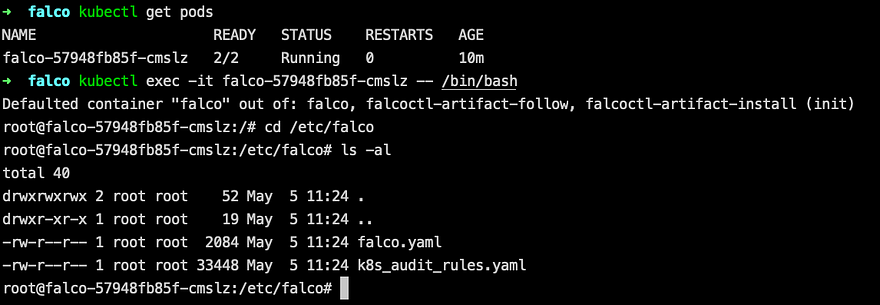 → falco kubectl get pods
NAME READY STATUS RESTARTS AGE
falco-57948fb85f-cmslz 2/2 Running 0 10m
→ falco kubectl exec -it falco-57948fb85f-cmslz -- /bin/bash
Defaulted container "falco" out of: falco, falcoctl-artifact-follow, falcoctl-artifact-install (init)
root@falco-57948fb85f-cmslz:/# cd /etc/falco
root@falco-57948fb85f-cmslz:/etc/falco# ls -al
total 40
drwxrwxrwx 2 root root 52 May 5 11:24 .
drwxr-xr-x 1 root root 19 May 5 11:24 ..
-rw-r--r-- 1 root root 2084 May 5 11:24 falco.yaml
-rw-r--r-- 1 root root 33448 May 5 11:24 k8s_audit_rules.yaml
root@falco-57948fb85f-cmslz:/etc/falco#